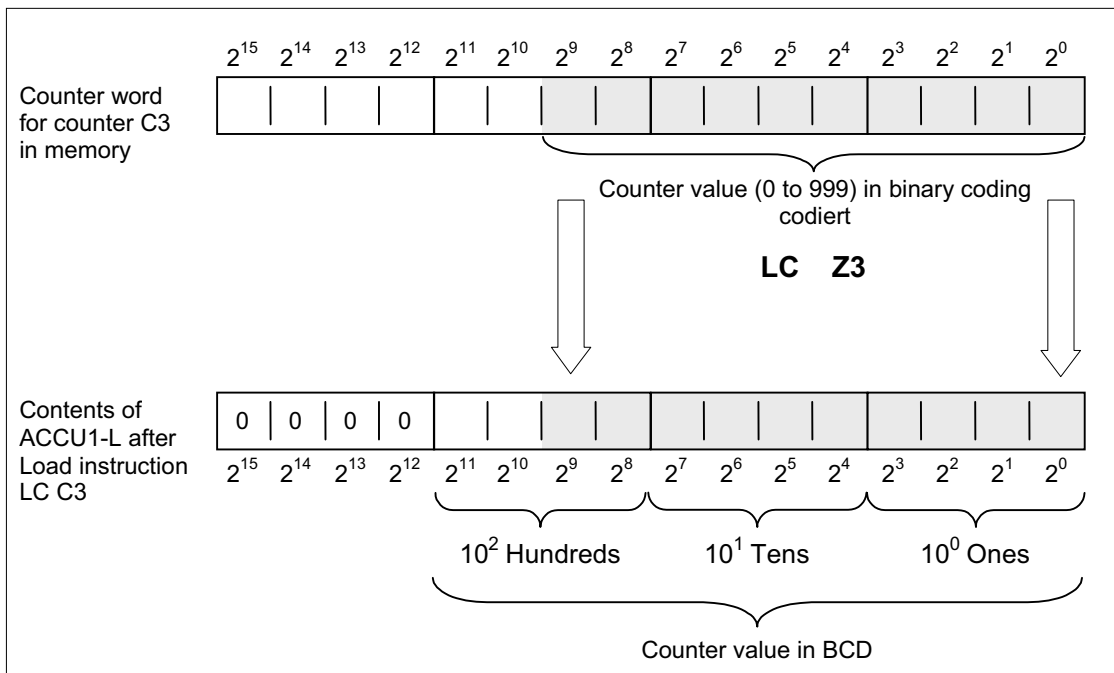 2^15 2^14 2^13 2^12 2^11 2^10 2^9 2^8 2^7 2^6 2^5 2^4 2^3 2^2 2^1 2^0
Counter word
for counter C3
in memory
Counter value (0 to 999) in binary coding
codiert
LC Z3
Contents of
ACCU1-L after
Load instruction
LC C3
0 0 0 0
2^15 2^14 2^13 2^12 2^11 2^10 2^9 2^8 2^7 2^6 2^5 2^4 2^3 2^2 2^1 2^0
10^2 Hundreds 10^1 Tens 10^0 Ones
Counter value in BCD